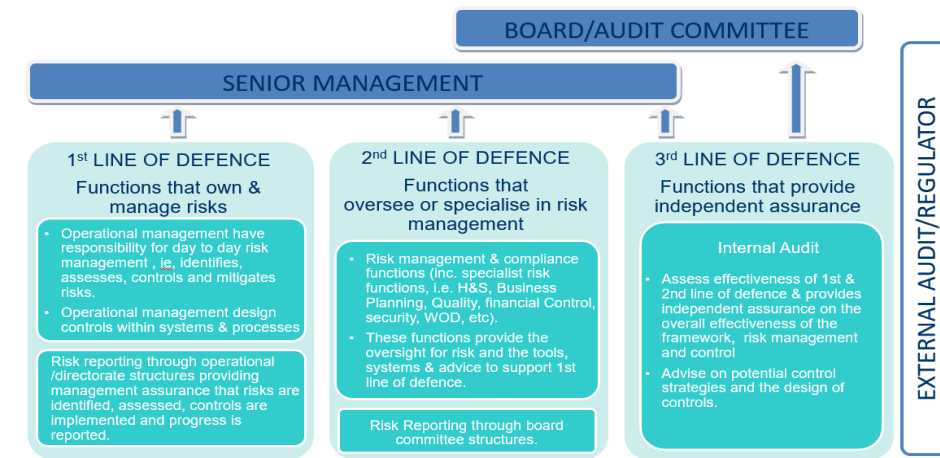 BOARD/AUDIT COMMITTEE
SENIOR MANAGEMENT
1st LINE OF DEFENCE
Functions that own &
manage risks
• Operational management have
responsibility for day to day risk
management , ie, identifies,
assesses, controls and mitigates
risks.
• Operational management design
controls within systems & processes
Risk reporting through operational
/directorate structures providing
management assurance that risks are
identified, assessed, controls are
implemented and progress is
reported.
2nd LINE OF DEFENCE
Functions that
oversee or specialise in risk
management
• Risk management & compliance
functions (inc. specialist risk
functions, i.e. H&S, Business
Planning, Quality, financial Control,
security, WOD, etc).
• These functions provide the
oversight for risk and the tools,
systems & advice to support 1st
line of defence.
Risk Reporting through board
committee structures.
3rd LINE OF DEFENCE
Functions that provide
independent assurance
Internal Audit
• Assess effectiveness of 1st &
2nd line of defence & provides
independent assurance on the
overall effectiveness of the
framework, risk management
and control
• Advise on potential control
strategies and the design of
controls.
EXTERNAL AUDIT/REGULATOR